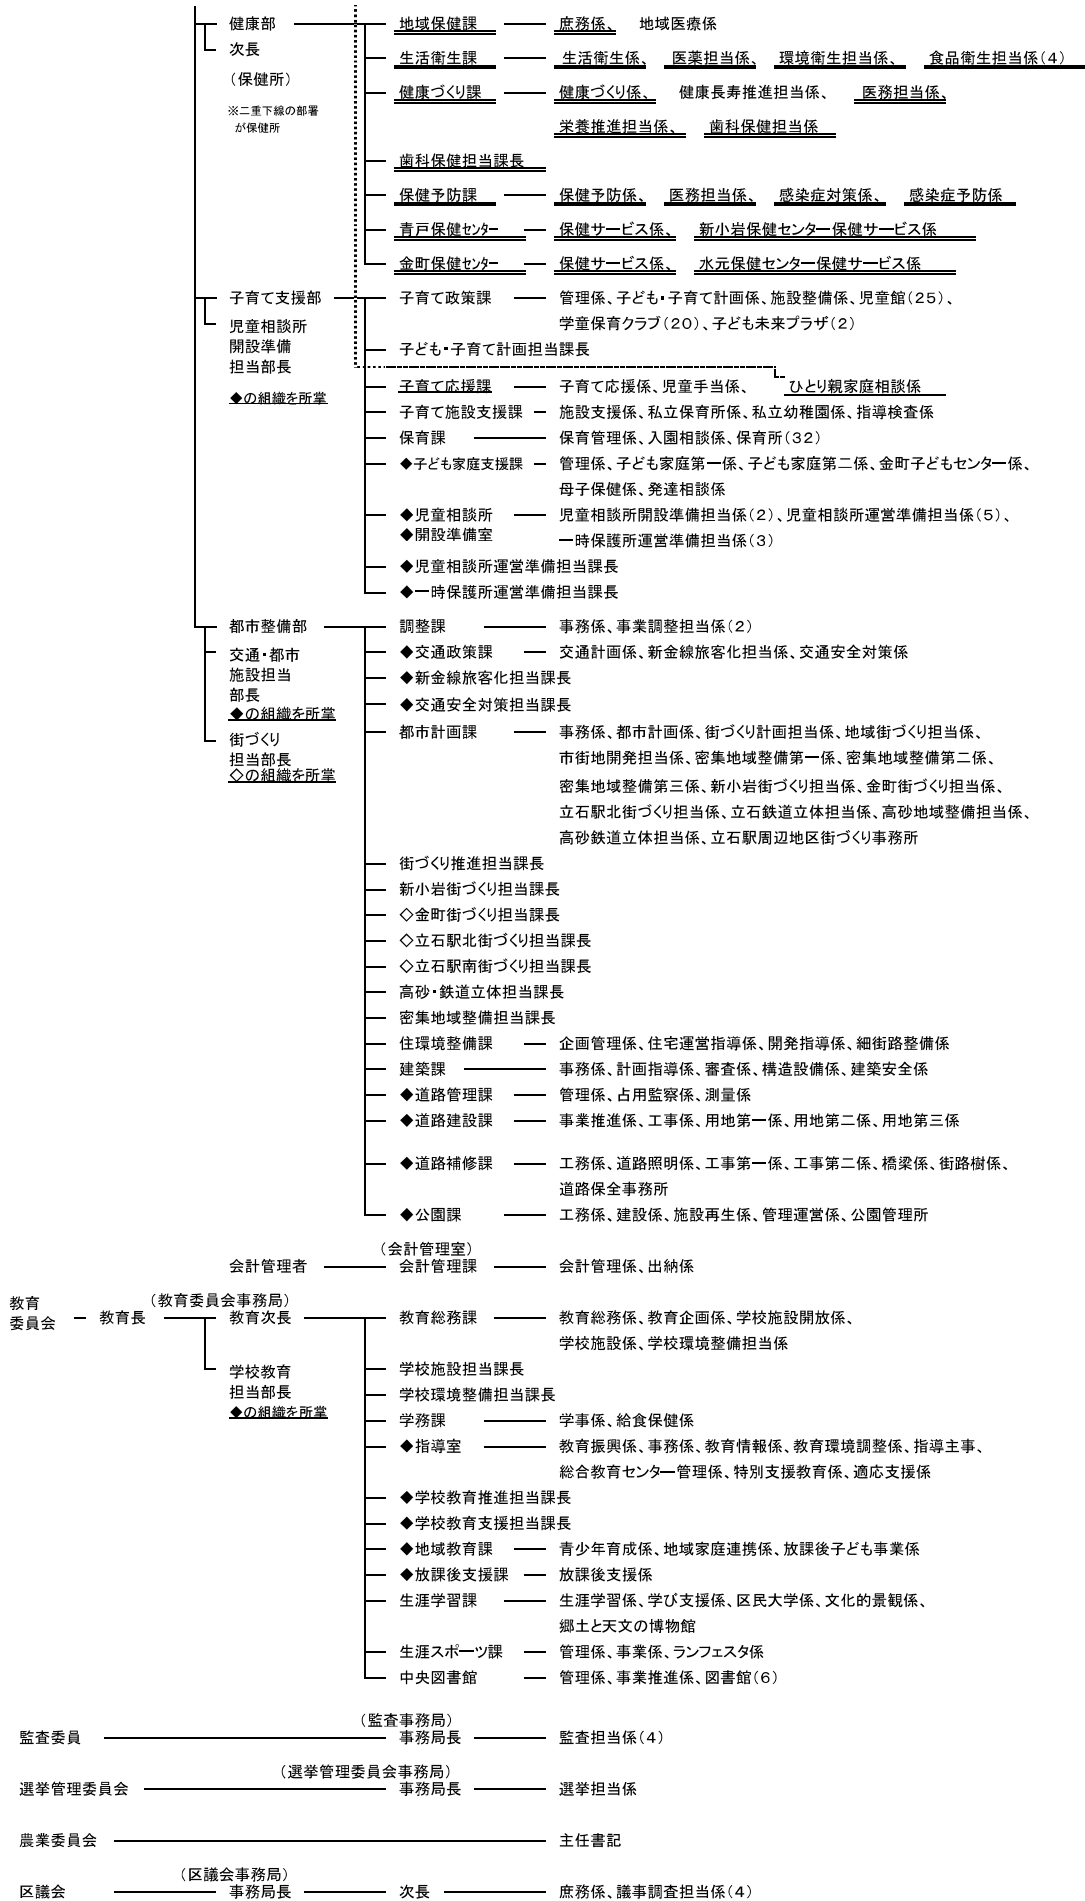 健康部 地域保健課 庶務係、 地域医療係
次長 生活衛生課 生活衛生係、 医薬担当係、 環境衛生担当係、 食品衛生担当係(4)
(保健所)
健康づくり課 健康づくり係、 健康長寿推進担当係、 医務担当係、
※二重下線の部署
が保健所
栄養推進担当係、 歯科保健担当係
歯科保健担当課長
保健予防課 保健予防係、 医務担当係、 感染症対策係、 感染症予防係
青戸保健センター 保健サービス係、 新小岩保健センター保健サービス係
金町保健センター 保健サービス係、 水元保健センター保健サービス係
子育て支援部 子育て政策課 管理係、子ども・子育て計画係、施設整備係、児童館(25)、
学童保育クラブ(20)、子ども未来プラザ(2)
児童相談所
開設準備
担当部長
◆の組織を所掌
子ども・子育て計画担当課長
子育て応援課 子育て応援係、児童手当係、 ひとり親家庭相談係
子育て施設支援課 施設支援係、私立保育所係、私立幼稚園係、指導検査係
保育課 保育管理係、入園相談係、保育所(32)
◆子ども家庭支援課 管理係、子ども家庭第一係、子ども家庭第二係、金町子どもセンター係、
母子保健係、発達相談係
◆児童相談所 児童相談所開設準備担当係(2)、児童相談所運営準備担当係(5)、
◆開設準備室 一時保護所運営準備担当係(3)
◆児童相談所運営準備担当課長
◆一時保護所運営準備担当課長
都市整備部 調整課 事務係、事業調整担当係(2)
交通・都市
施設担当
部長
◆の組織を所掌
街づくり
担当部長
◇の組織を所掌
◆交通政策課 交通計画係、新金線旅客化担当係、交通安全対策係
◆新金線旅客化担当課長
◆交通安全対策担当課長
都市計画課 事務係、都市計画係、街づくり計画担当係、地域街づくり担当係、
市街地開発担当係、密集地域整備第一係、密集地域整備第二係、
密集地域整備第三係、新小岩街づくり担当係、金町街づくり担当係、
立石駅北街づくり担当係、立石鉄道立体担当係、高砂地域整備担当係、
高砂鉄道立体担当係、立石駅周辺地区街づくり事務所
街づくり推進担当課長
新小岩街づくり担当課長
◇金町街づくり担当課長
◇立石駅北街づくり担当課長
◇立石駅南街づくり担当課長
高砂・鉄道立体担当課長
密集地域整備担当課長
住環境整備課 企画管理係、住宅運営指導係、開発指導係、細街路整備係
建築課 事務係、計画指導係、審査係、構造設備係、建築安全係
◆道路管理課 管理係、占用監察係、測量係
◆道路建設課 事業推進係、工事係、用地第一係、用地第二係、用地第三係
◆道路補修課 工務係、道路照明係、工事第一係、工事第二係、橋梁係、街路樹係、
道路保全事務所
◆公園課 工務係、建設係、施設再生係、管理運営係、公園管理所
(会計管理室)
会計管理者 会計管理課 会計管理係、出納係
(教育委員会事務局)
教育
委員会
教育長 教育次長 教育総務課 教育総務係、教育企画係、学校施設開放係、
学校施設係、学校環境整備担当係
学校教育
担当部長
◆の組織を所掌
学校施設担当課長
学校環境整備担当課長
学務課 学事係、給食保健係
◆指導室 教育振興係、事務係、教育情報係、教育環境調整係、指導主事、
総合教育センター管理係、特別支援教育係、適応支援係
◆学校教育推進担当課長
◆学校教育支援担当課長
◆地域教育課 青少年育成係、地域家庭連携係、放課後子ども事業係
◆放課後支援課 放課後支援係
生涯学習課 生涯学習係、学び支援係、区民大学係、文化的景観係、
郷土と天文の博物館
生涯スポーツ課 管理係、事業係、ランフェスタ係
中央図書館 管理係、事業推進係、図書館(6)
(監査事務局)
監査委員 事務局長 監査担当係(4)
(選挙管理委員会事務局)
選挙管理委員会 事務局長 選挙担当係
農業委員会 主任書記
(区議会事務局)
区議会 事務局長 次長 庶務係、議事調査担当係(4)